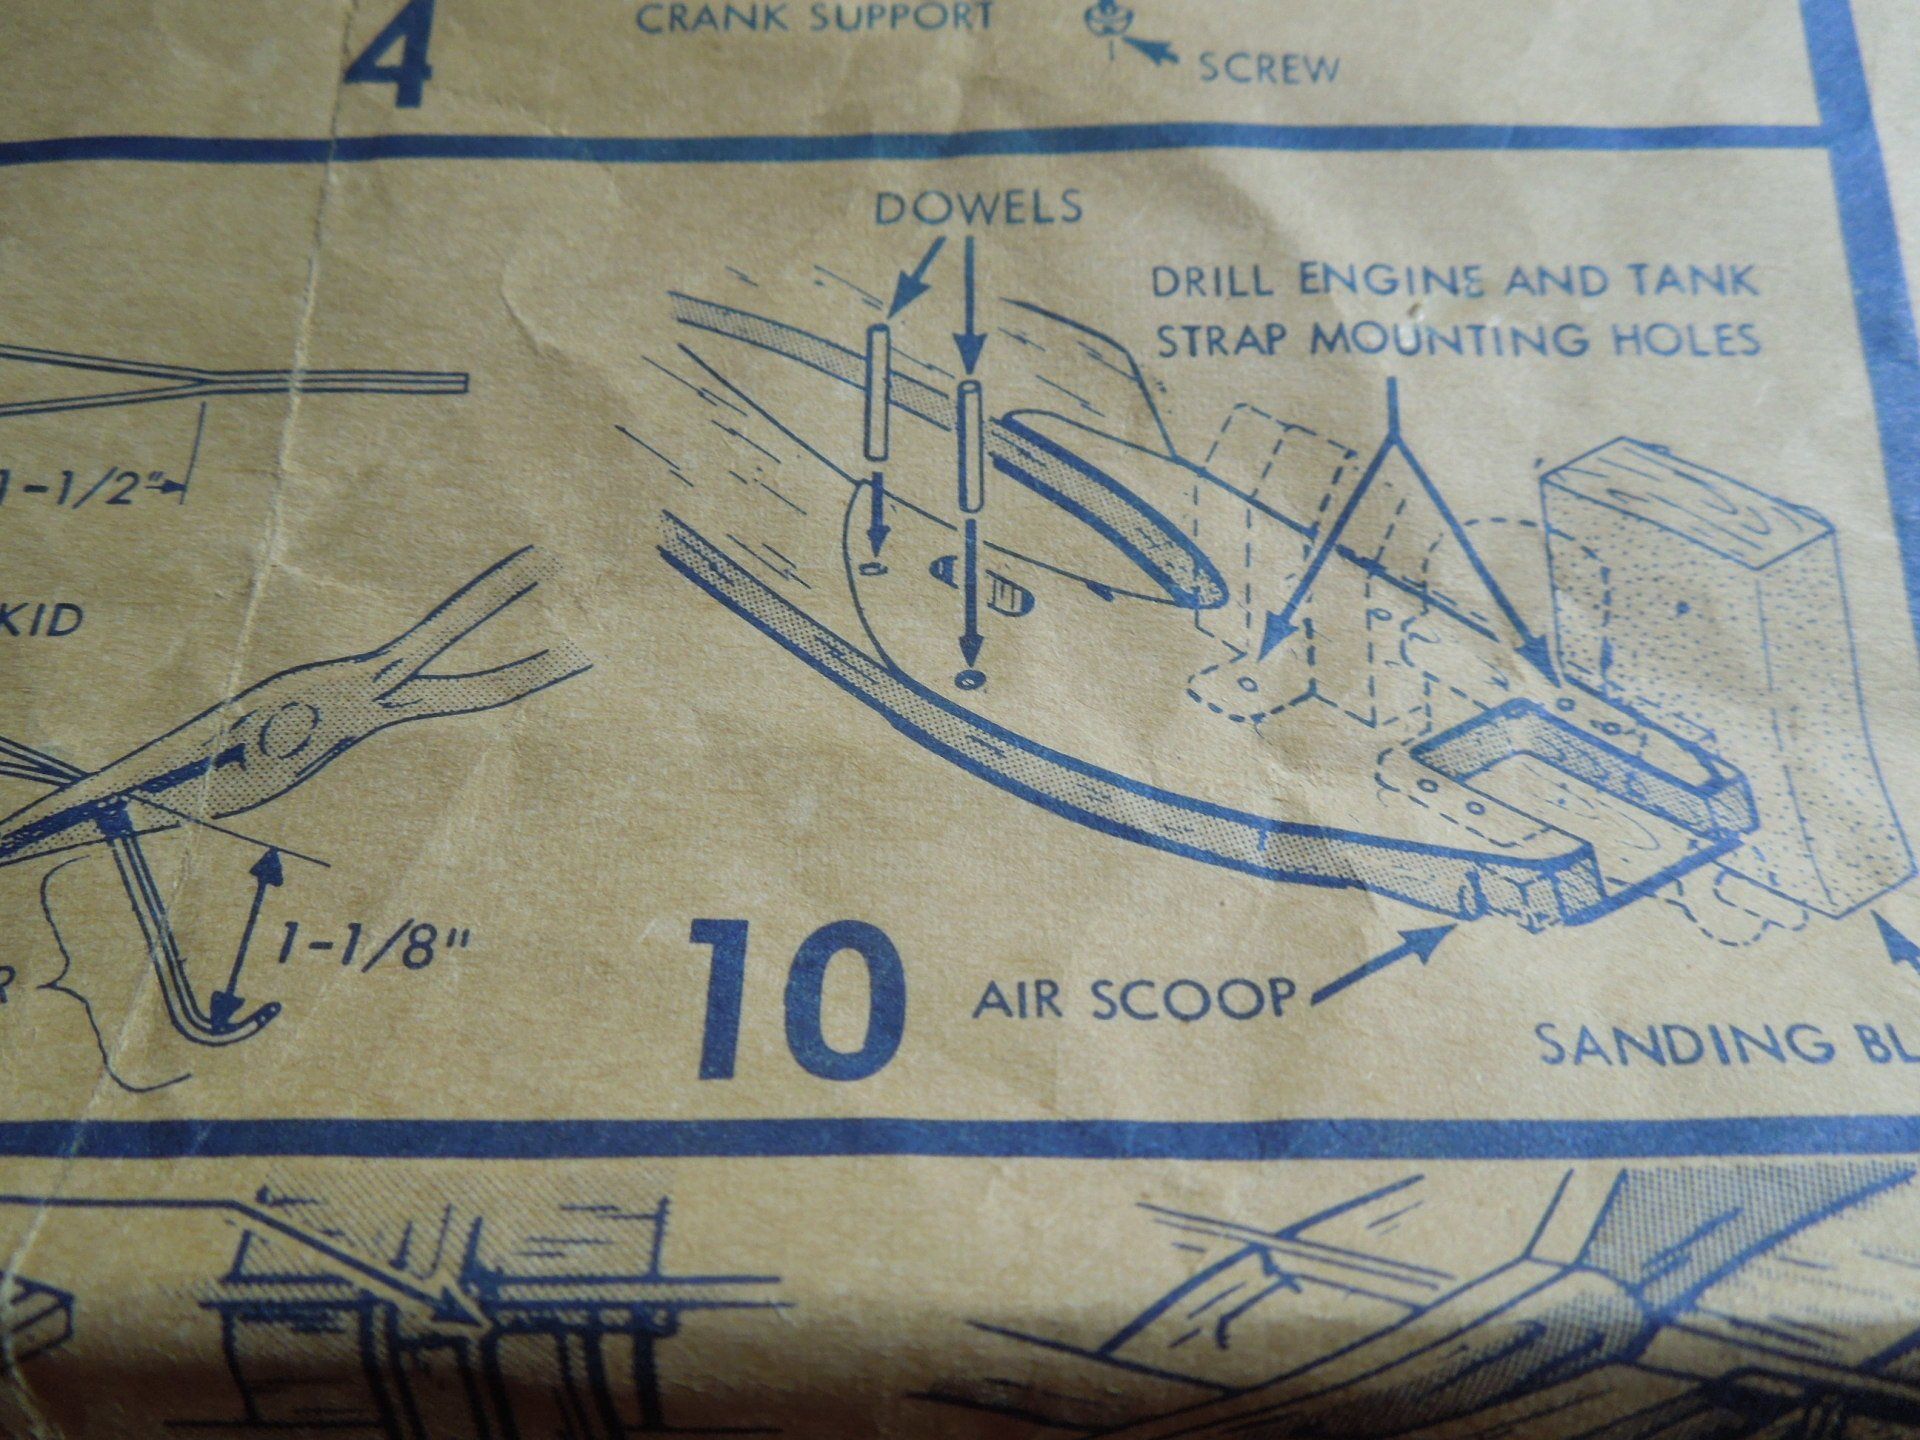 4
CRANK SUPPORT
SCREW
DOWELS
DRILL ENGINE AND TANK
STRAP MOUNTING HOLES
1-1/2"
KID
1-1/8"
R
10
AIR SCOOP
SANDING BL